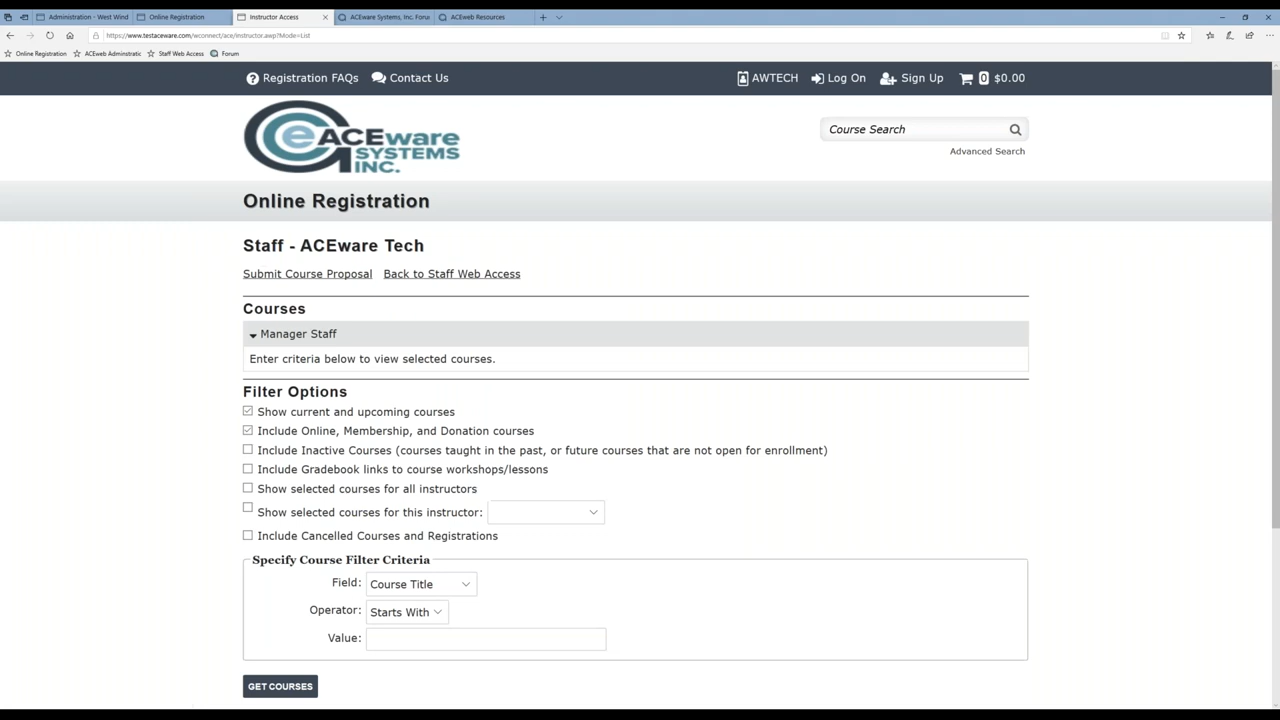 Administration - West Wind
Online Registration
Instructor Access
ACEware Systems, Inc. Foru
ACEweb Resources
https://www.testaceware.com/wconnect/ace/instructor.awp?Mode=List
Online Registration
ACEweb Administratic
Staff Web Access
Forum
Registration FAQs
Contact Us
AWTECH
Log On
Sign Up
0 $0.00
e ACEware
SYSTEMS
INC.
Course Search
Advanced Search
Online Registration
Staff - ACEware Tech
Submit Course Proposal Back to Staff Web Access
Courses
Manager Staff
Enter criteria below to view selected courses.
Filter Options
Show current and upcoming courses
Include Online, Membership, and Donation courses
Include Inactive Courses (courses taught in the past, or future courses that are not open for enrollment)
Include Gradebook links to course workshops/lessons
Show selected courses for all instructors
Show selected courses for this instructor:
Include Cancelled Courses and Registrations
Specify Course Filter Criteria
Field: Course Title
Operator: Starts With
Value:
GET COURSES